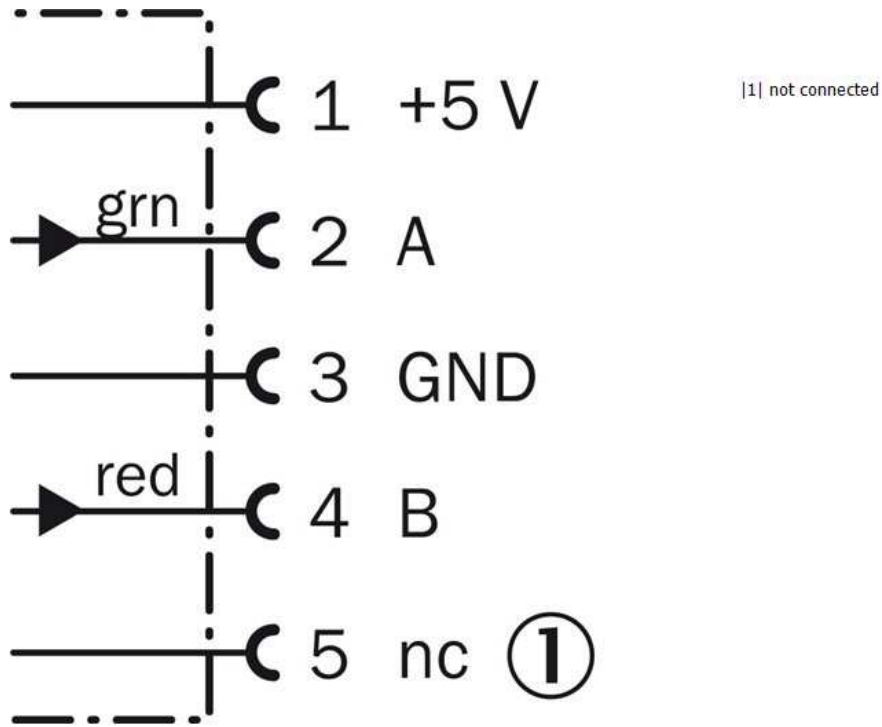 1 +5 V
|1| not connected
grn
2 A
3 GND
red
4 B
5 nc ①